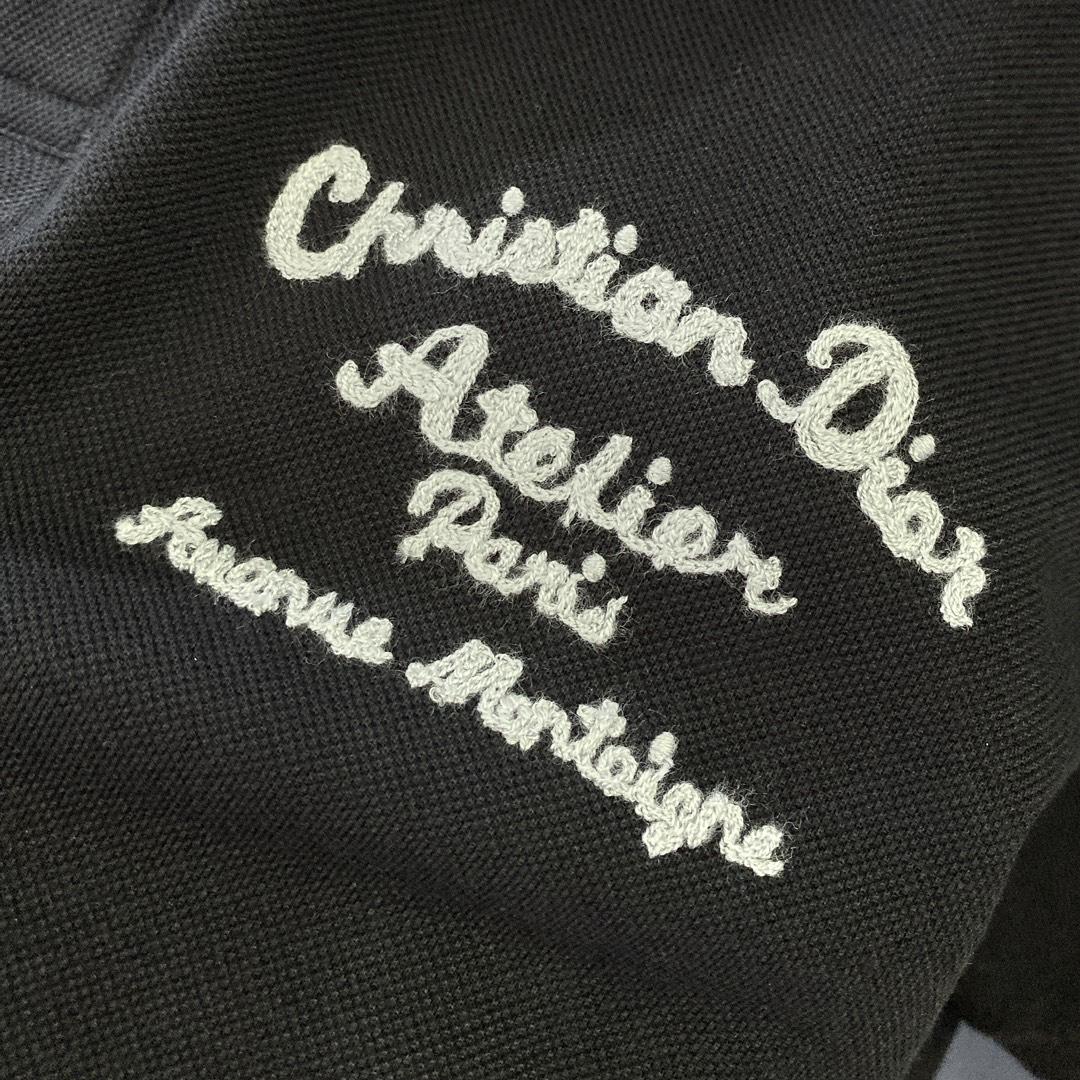 Christian Dior
Atelier
Paris
Avenue Montaigne